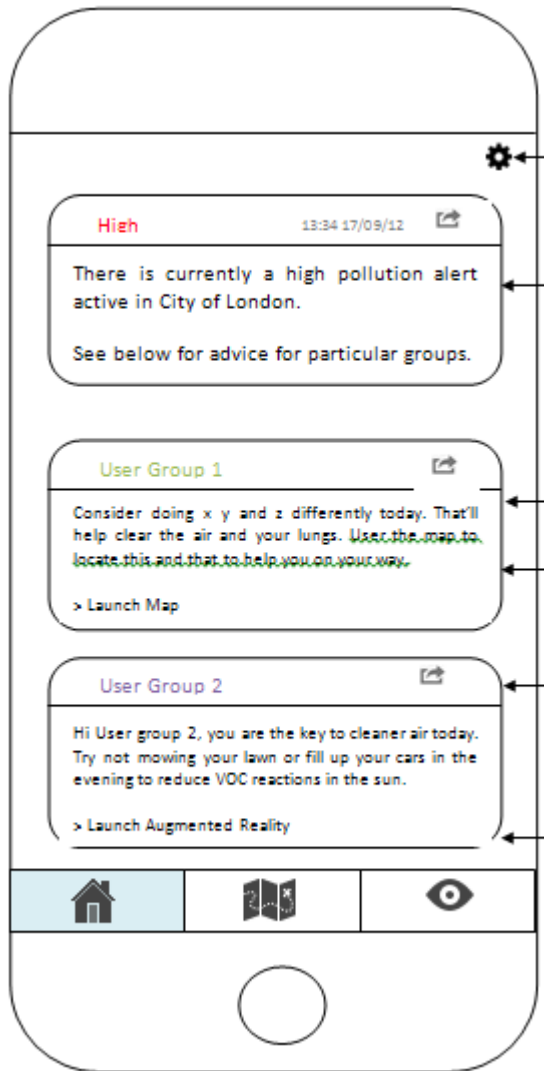 High 13:34 17/09/12
There is currently a high pollution alert
active in City of London.
See below for advice for particular groups.
User Group 1
Consider doing x y and z differently today. That'll
help clear the air and your lungs. User the map to
locate this and that to help you on your way.
> Launch Map
User Group 2
Hi User group 2, you are the key to cleaner air today.
Try not mowing your lawn or fill up your cars in the
evening to reduce VOC reactions in the sun.
> Launch Augmented Reality